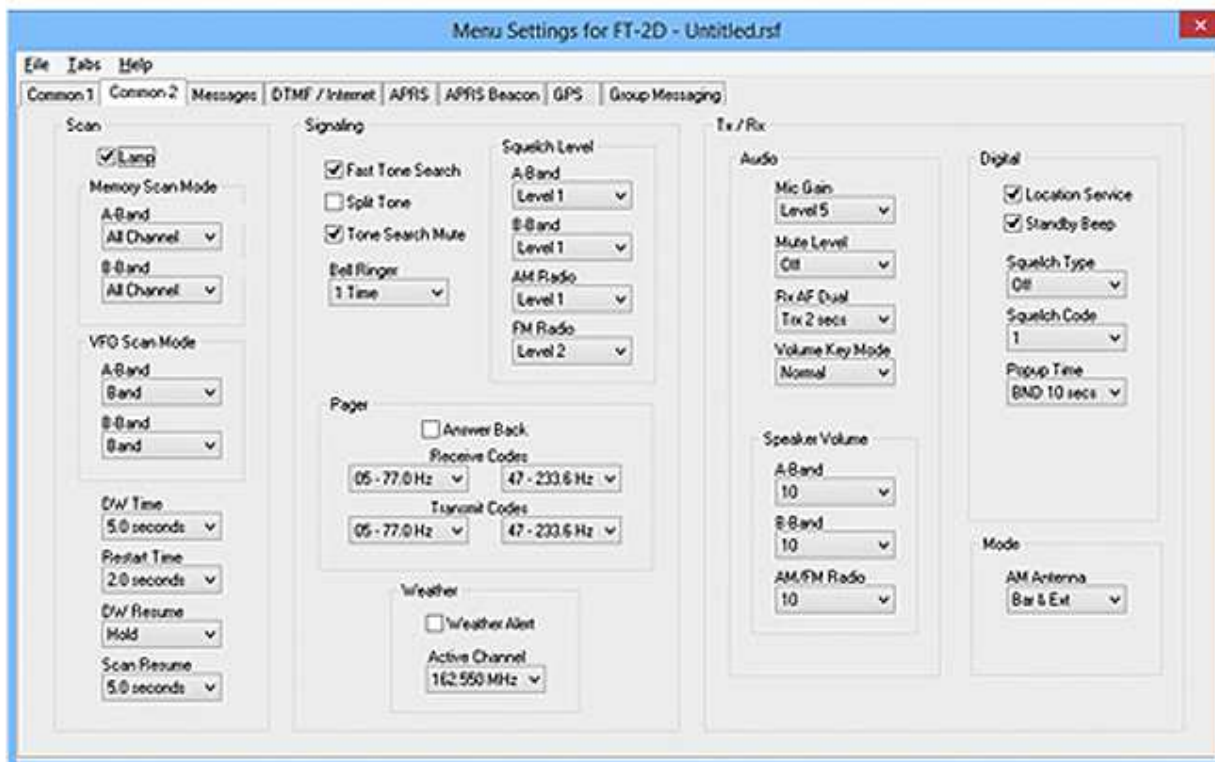 Menu Settings for FT-2D - Untitled.rsf
x
File Tabs Help
Common 1 Common 2 Messages DTMF / Internet APRS APRS Beacon GPS Group Messaging
Scan
Lamp
Memory Scan Mode
A-Band
All Channel
B-Band
All Channel
VFO Scan Mode
A-Band
Band
B-Band
Band
DW Time
5.0 seconds
Restart Time
2.0 seconds
DW Resume
Hold
Scan Resume
5.0 seconds
Signaling
Fast Tone Search
Split Tone
Tone Search Mute
Bell Ringer
1 Time
Squelch Level
A-Band
Level 1
B-Band
Level 1
AM Radio
Level 1
FM Radio
Level 2
Pager
Answer Back
Receive Codes
05 - 77.0 Hz 47 - 233.6 Hz
Transmit Codes
05 - 77.0 Hz 47 - 233.6 Hz
Weather
Weather Alert
Active Channel
162.550 MHz
Tx / Rx
Audio
Mic Gain
Level 5
Mute Level
Off
Rx AF Dual
Trx 2 secs
Volume Key Mode
Normal
Speaker Volume
A-Band
10
B-Band
10
AM/FM Radio
10
Digital
Location Service
Standby Beep
Squelch Type
Off
Squelch Code
1
Popup Time
BND 10 secs
Mode
AM Antenna
Bar & Ext